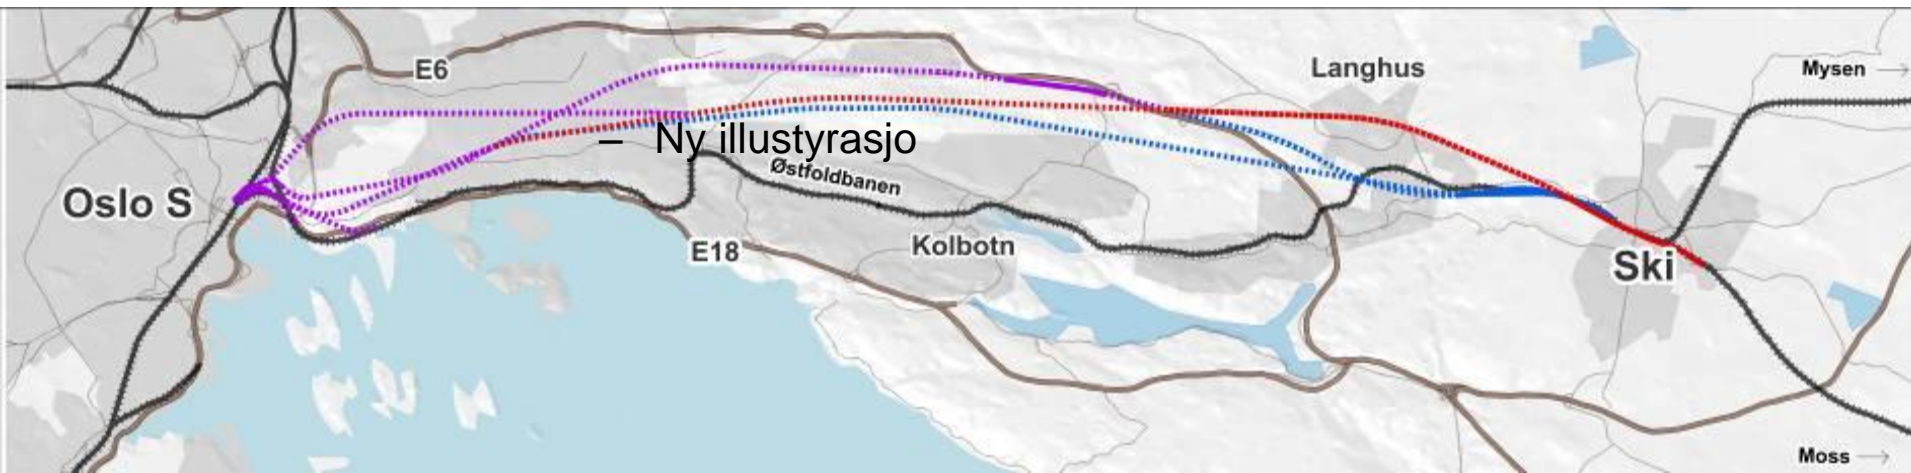 E6
Langhus
Mysen →
– Ny illustyrasjo
Østfoldbanen
Oslo S
E18
Kolbotn
Ski
Moss →